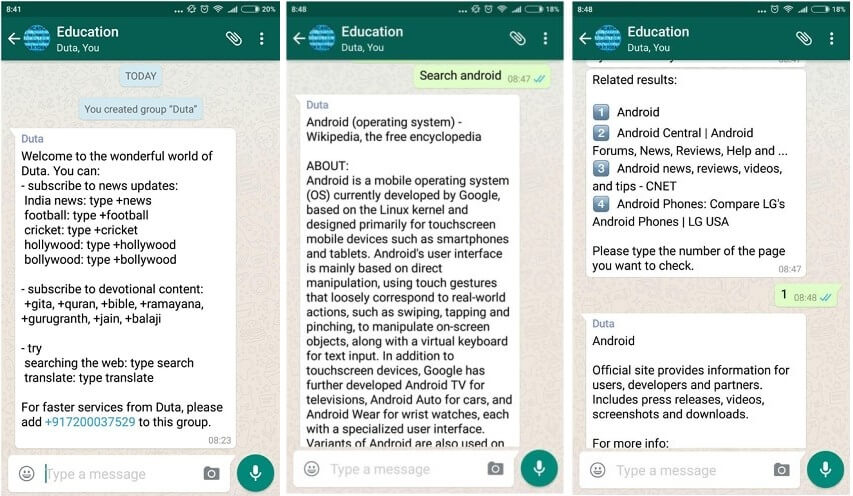 8:41
20%
Education
Duta, You
TODAY
You created group "Duta"
Duta
Welcome to the wonderful world of
Duta. You can:
- subscribe to news updates:
India news: type +news
football: type +football
cricket: type +cricket
hollywood: type +hollywood
bollywood: type +bollywood
- subscribe to devotional content:
+gita, +quran, +bible, +ramayana,
+gurugranth, +jain, +balaji
- try
searching the web: type search
translate: type translate
For faster services from Duta, please
add +917200037529 to this group.
08:23
Type a message
8:48
18%
Education
Duta, You
Search android 08:47
Duta
Android (operating system) -
Wikipedia, the free encyclopedia
ABOUT:
Android is a mobile operating system
(OS) currently developed by Google,
based on the Linux kernel and
designed primarily for touchscreen
mobile devices such as smartphones
and tablets. Android's user interface
is mainly based on direct
manipulation, using touch gestures
that loosely correspond to real-world
actions, such as swiping, tapping and
pinching, to manipulate on-screen
objects, along with a virtual keyboard
for text input. In addition to
touchscreen devices, Google has
further developed Android TV for
televisions, Android Auto for cars, and
Android Wear for wrist watches, each
with a specialized user interface.
Variants of Android are also used on
Type a message
8:48
18%
Education
Duta, You
Related results:
1 Android
2 Android Central | Android
Forums, News, Reviews, Help and ...
3 Android news, reviews, videos,
and tips - CNET
4 Android Phones: Compare LG's
Android Phones | LG USA
Please type the number of the page
you want to check.
08:47
1 08:48
Duta
Android
Official site provides information for
users, developers and partners.
Includes press releases, videos,
screenshots and downloads.
For more info:
Type a message